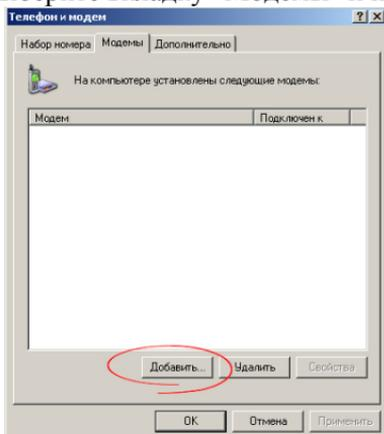 Телефон и модем
Набор номера Модемы Дополнительно
На компьютере установлены следующие модемы:
Модем Подключен к
Добавить... Удалить Свойства
OK Отмена Применить